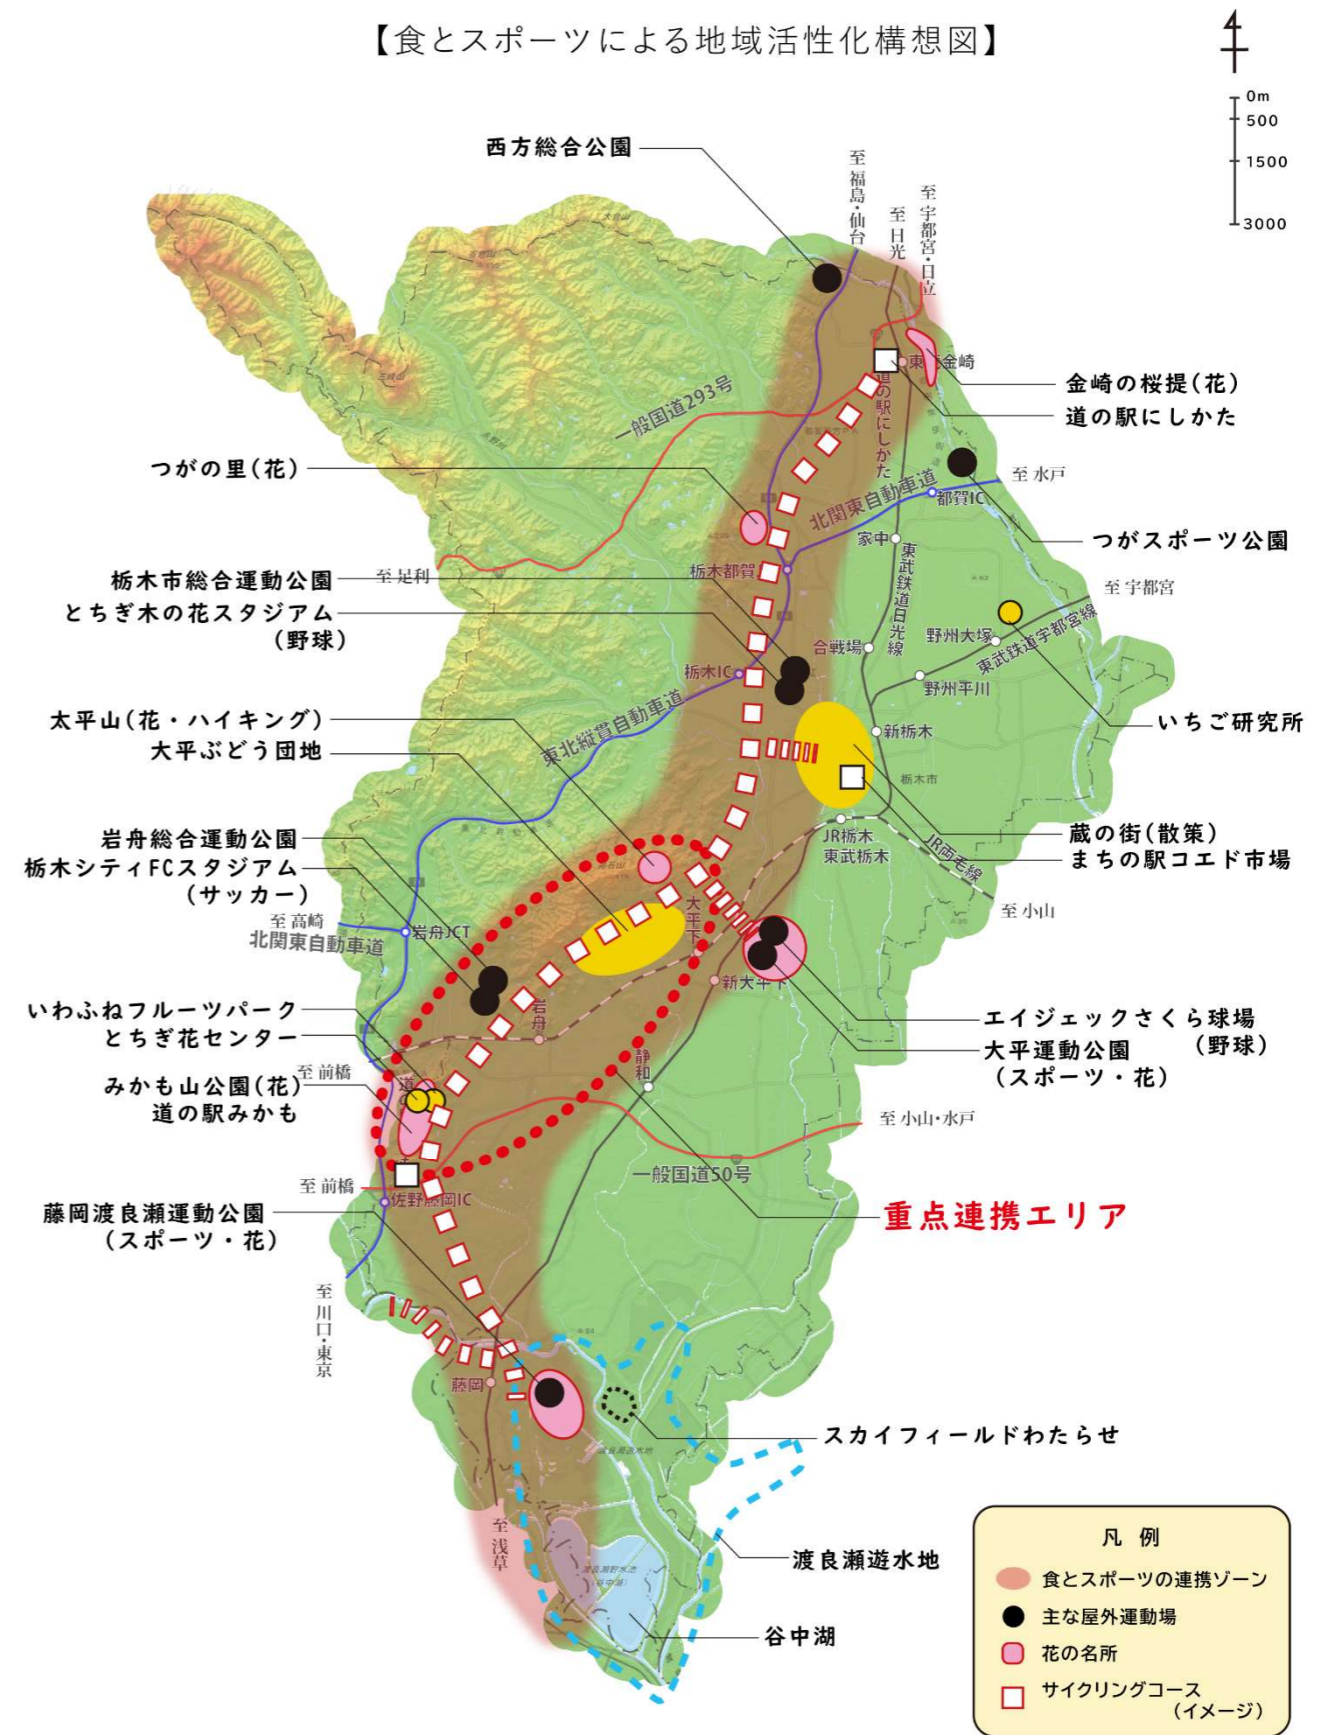 【食とスポーツによる地域活性化構想図】
0m
500
1500
3000
西方総合公園
至 福島・仙台
至 日光
至 宇都宮・日立
東武金崎
道の駅にしかた
金崎の桜提(花)
道の駅にしかた
一般国道293号
つがの里(花)
北関東自動車道
至 水戸
都賀IC
家中
東武鉄道日光線
つがスポーツ公園
至 足利
栃木都賀
栃木市総合運動公園
とちぎ木の花スタジアム
(野球)
至 宇都宮
野州大塚
東武鉄道宇都宮線
合戦場
栃木IC
野州平川
東北縦貫自動車道
いちご研究所
太平山(花・ハイキング)
大平ぶどう団地
新栃木
栃木市
岩舟総合運動公園
栃木シティFCスタジアム
(サッカー)
JR栃木
東武栃木
JR両毛線
蔵の街(散策)
まちの駅コエド市場
至 小山
至 高崎
北関東自動車道
岩舟JCT
大平下
新大平下
いわふねフルーツパーク
とちぎ花センター
岩舟
静和
エイジェックさくら球場
(野球)
大平運動公園
(スポーツ・花)
至 前橋
みかも山公園(花)
道の駅みかも
至 小山・水戸
一般国道50号
至 前橋
佐野藤岡IC
重点連携エリア
藤岡渡良瀬運動公園
(スポーツ・花)
至 川口・東京
藤岡
スカイフィールドわたらせ
渡良瀬遊水地
至 浅草
渡良瀬遊水地
谷中湖
凡 例
食とスポーツの連携ゾーン
主な屋外運動場
花の名所
サイクリングコース
(イメージ)